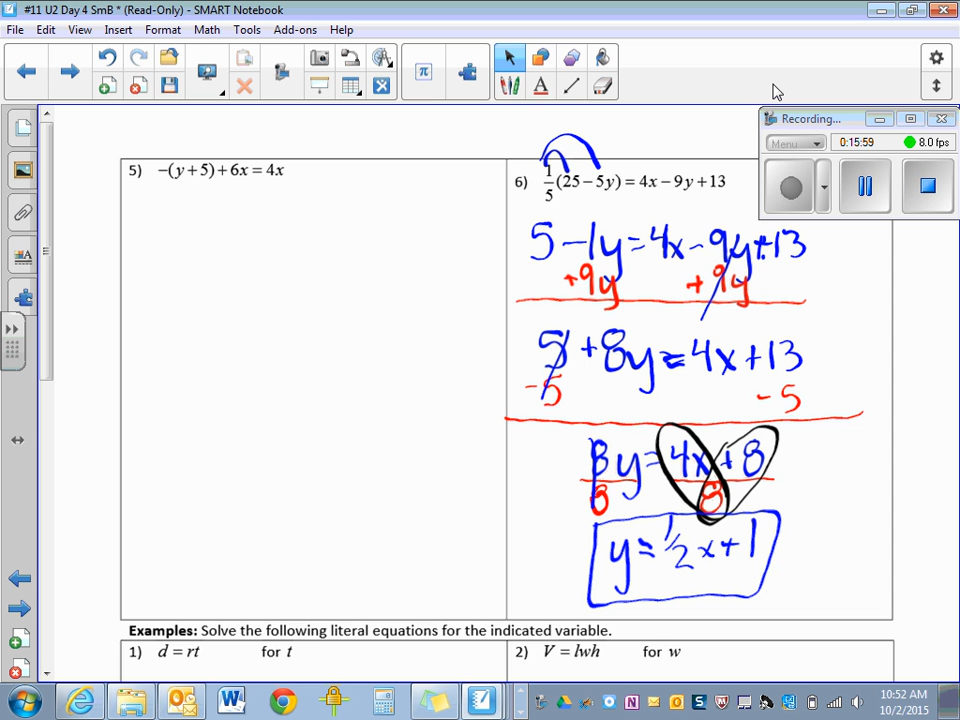 #11 U2 Day 4 SmB * (Read-Only) - SMART Notebook
File Edit View Insert Format Math Tools Add-ons Help
π
A
Recording...
Menu
0:15:59
8.0 fps
5) −(y + 5) + 6x = 4x
6) 1/5(25 − 5y) = 4x − 9y + 13
5 − 1y = 4x − 9y + 13
+9y + 9y
5 + 8y = 4x + 13
−5 − 5
8y = 4x + 8
8 8
y = 1/2 x + 1
Examples: Solve the following literal equations for the indicated variable.
1) d = rt for t
2) V = lwh for w
10:52 AM
10/2/2015